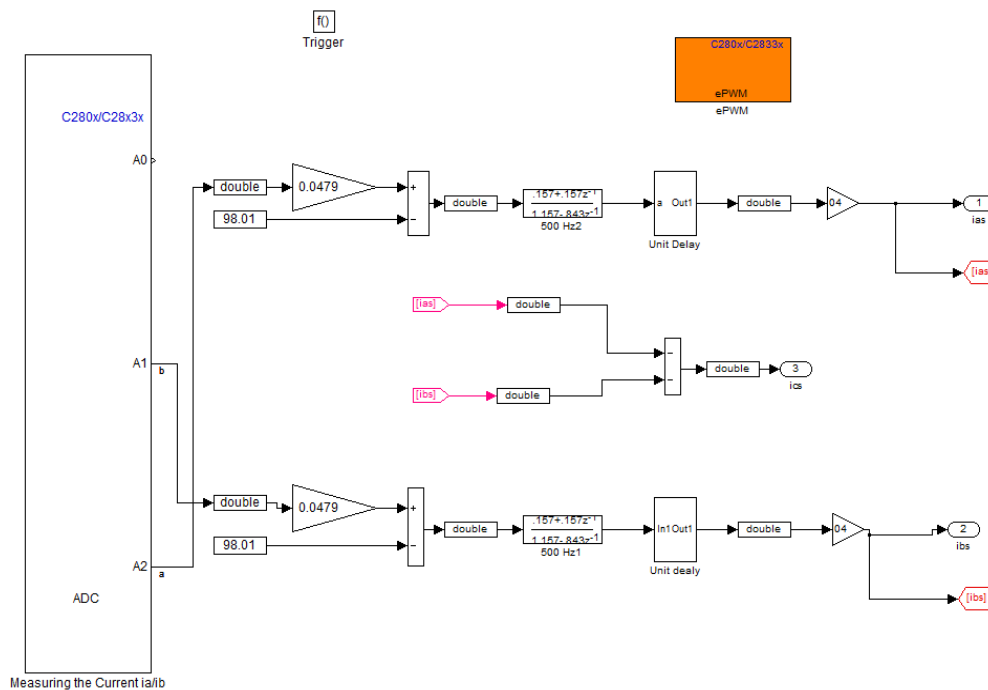 f()
Trigger
C280x/C2833x
ePWM
ePWM
C280x/C28x3x
A0
double
0.0479
+
98.01
−
double
.157+.157z-1
1.157-.843z-1
500 Hz2
a Out1
Unit Delay
double
04
1
ias
[ias
[ias]
double
−
−
double
3
ics
[ibs]
double
A1
b
double
0.0479
+
98.01
−
double
.157+.157z-1
1.157-.843z-1
500 Hz1
In1 Out1
Unit dealy
double
04
2
ibs
[ibs]
A2
a
ADC
Measuring the Current ia/ib